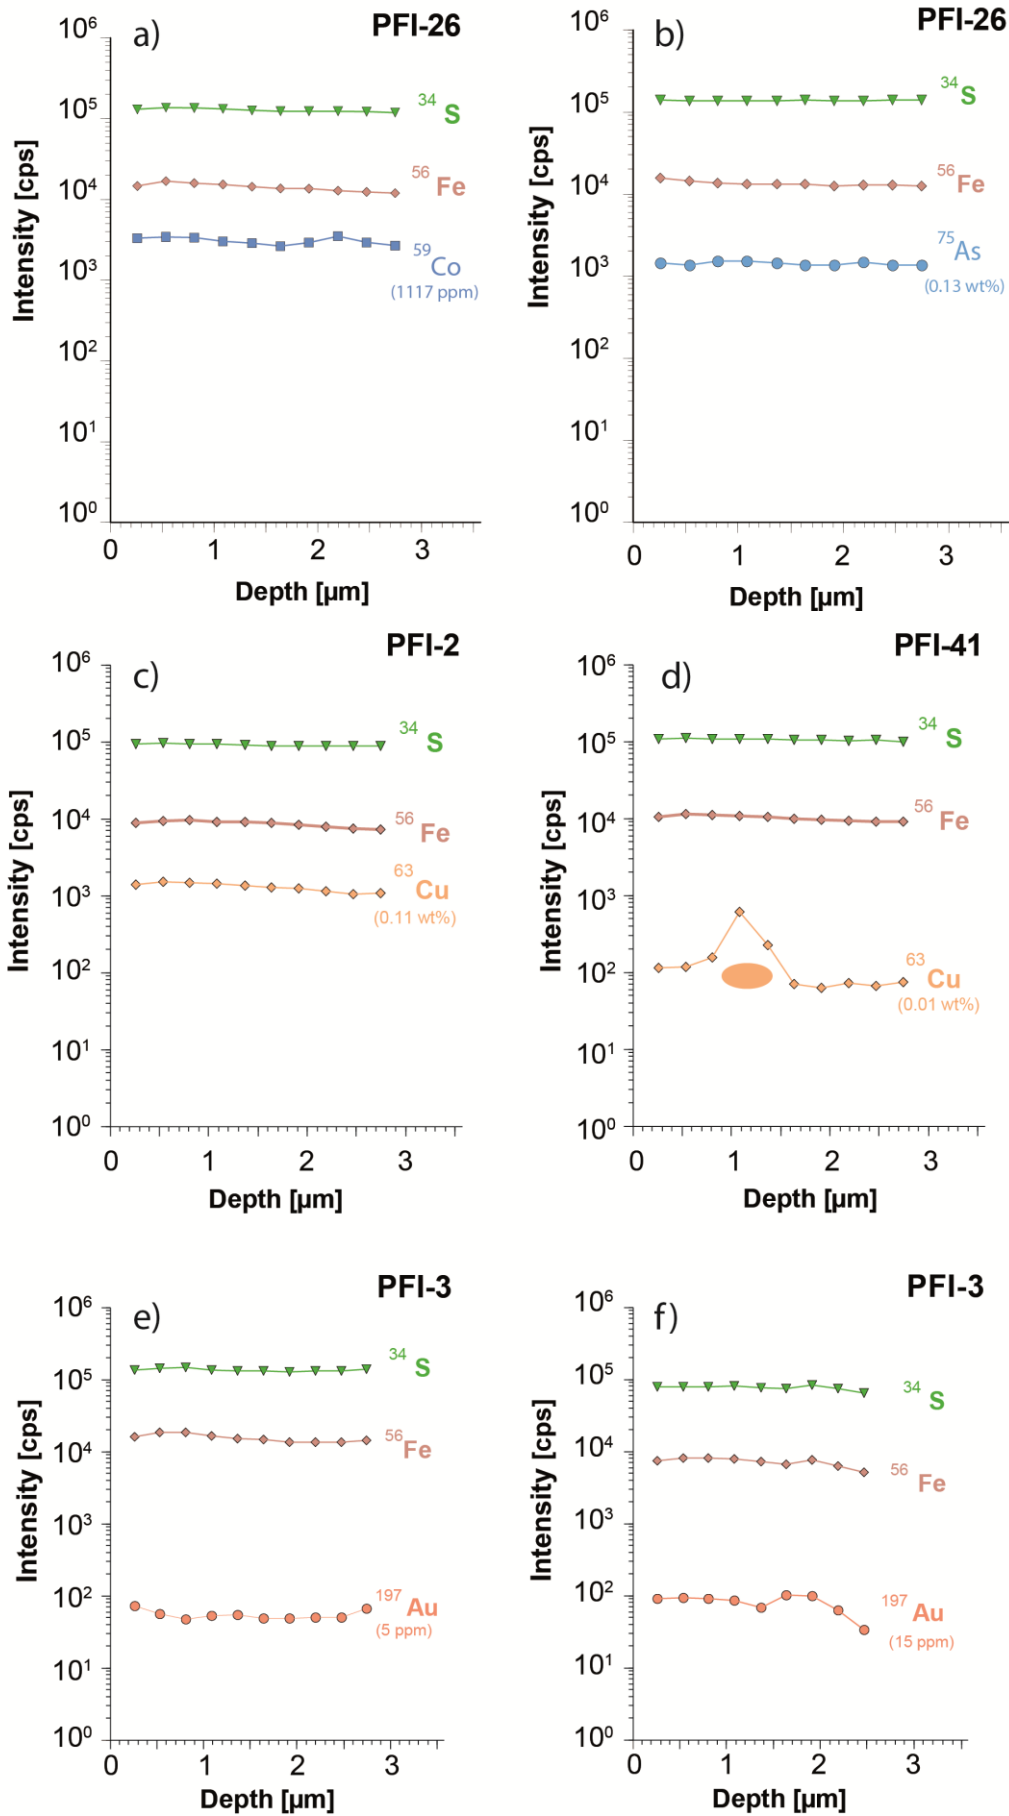 a) PFI-26
10⁶
10⁵
10⁴
10³
10²
10¹
10⁰
Intensity [cps]
³⁴S
⁵⁶Fe
⁵⁹Co
(1117 ppm)
0 1 2 3
Depth [µm]
b) PFI-26
10⁶
10⁵
10⁴
10³
10²
10¹
10⁰
Intensity [cps]
³⁴S
⁵⁶Fe
⁷⁵As
(0.13 wt%)
0 1 2 3
Depth [µm]
c) PFI-2
10⁶
10⁵
10⁴
10³
10²
10¹
10⁰
Intensity [cps]
³⁴S
⁵⁶Fe
⁶³Cu
(0.11 wt%)
0 1 2 3
Depth [µm]
d) PFI-41
10⁶
10⁵
10⁴
10³
10²
10¹
10⁰
Intensity [cps]
³⁴S
⁵⁶Fe
⁶³Cu
(0.01 wt%)
0 1 2 3
Depth [µm]
e) PFI-3
10⁶
10⁵
10⁴
10³
10²
10¹
10⁰
Intensity [cps]
³⁴S
⁵⁶Fe
¹⁹⁷Au
(5 ppm)
0 1 2 3
Depth [µm]
f) PFI-3
10⁶
10⁵
10⁴
10³
10²
10¹
10⁰
Intensity [cps]
³⁴S
⁵⁶Fe
¹⁹⁷Au
(15 ppm)
0 1 2 3
Depth [µm]